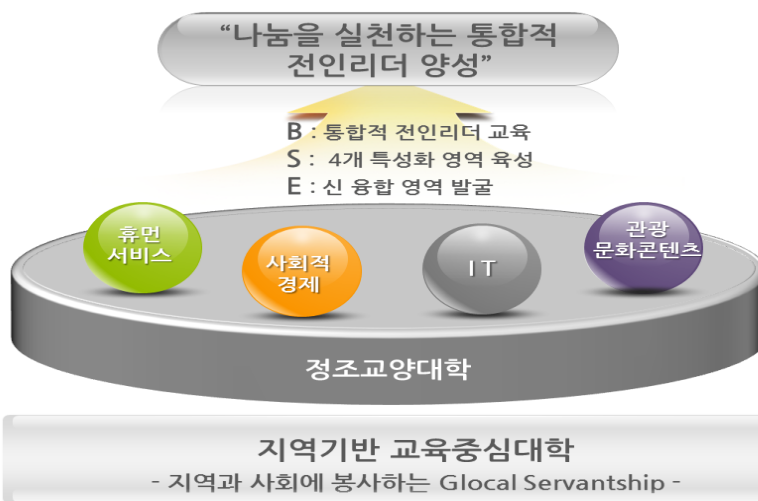 “나눔을 실천하는 통합적
전인리더 양성”
B : 통합적 전인리더 교육
S : 4개 특성화 영역 육성
E : 신 융합 영역 발굴
휴먼
서비스
사회적
경제
IT
관광
문화콘텐츠
정조교양대학
지역기반 교육중심대학
- 지역과 사회에 봉사하는 Glocal Servantship -